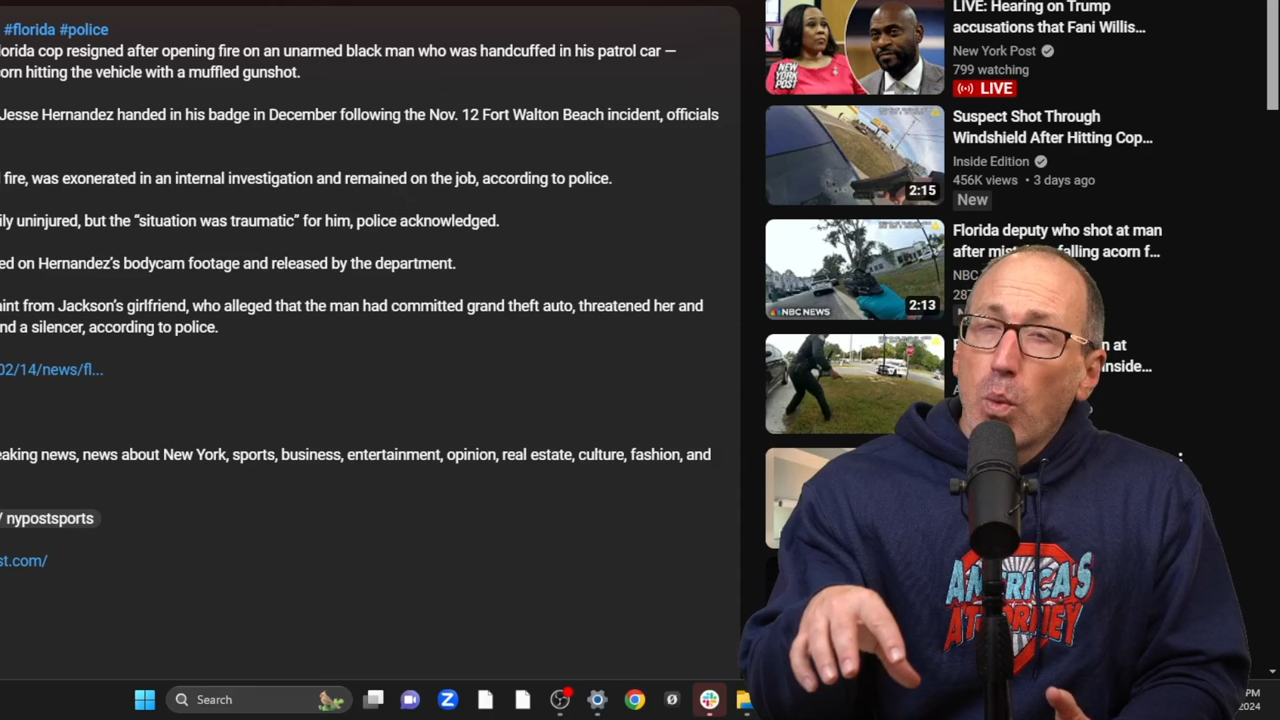 #florida #police
orida cop resigned after opening fire on an unarmed black man who was handcuffed in his patrol car —
orn hitting the vehicle with a muffled gunshot.
Jesse Hernandez handed in his badge in December following the Nov. 12 Fort Walton Beach incident, officials
fire, was exonerated in an internal investigation and remained on the job, according to police.
ily uninjured, but the “situation was traumatic” for him, police acknowledged.
ed on Hernandez’s bodycam footage and released by the department.
int from Jackson’s girlfriend, who alleged that the man had committed grand theft auto, threatened her and
nd a silencer, according to police.
02/14/news/fl...
eaking news, news about New York, sports, business, entertainment, opinion, real estate, culture, fashion, and
/ nypostsports
st.com/
LIVE: Hearing on Trump
accusations that Fani Willis...
New York Post
799 watching
LIVE
NEW YORK POST
Suspect Shot Through
Windshield After Hitting Cop...
Inside Edition
456K views • 3 days ago
New
2:15
Florida deputy who shot at man
after falling acorn f...
NBC
287
2:13
NBC NEWS
n at
nside...
AMERICA'S
ATTORNEY
Search
PM
2024